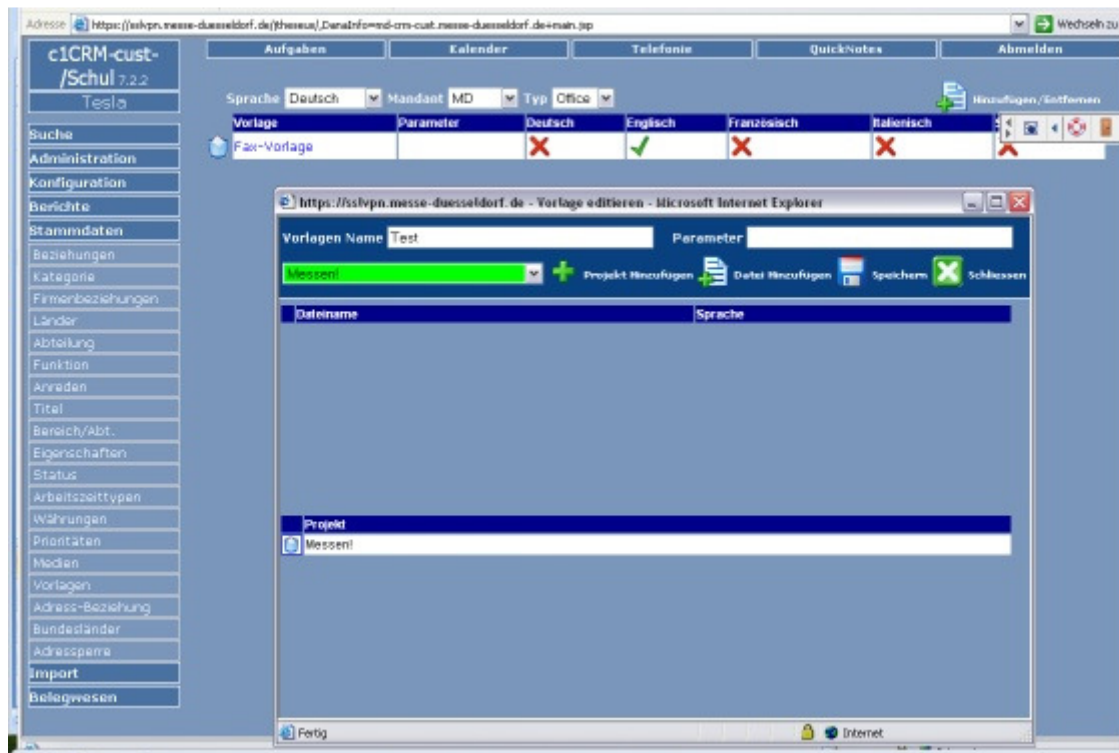 Adresse https://sslvpn.messe-duesseldorf.de/theseus/,DanaInfo=md-crm-cust.messe-duesseldorf.de+main.jsp Wechseln zu
c1CRM-cust-
/Schul 7.2.2
Tesla
Aufgaben Kalender Telefonie QuickNotes Abmelden
Sprache Deutsch Mandant MD Typ Office Hinzufügen/Entfernen
Vorlage Parameter Deutsch Englisch Französisch Italienisch
Fax-Vorlage
Suche
Administration
Konfiguration
Berichte
Stammdaten
Beziehungen
Kategorie
Firmenbeziehungen
Länder
Abteilung
Funktion
Anreden
Titel
Bereich/Abt.
Eigenschaften
Status
Arbeitszeittypen
Währungen
Prioritäten
Medien
Vorlagen
Adress-Beziehung
Bundesländer
Adressperre
Import
Belegwesen
https://sslvpn.messe-duesseldorf.de - Vorlage editieren - Microsoft Internet Explorer
Vorlagen Name Test Parameter
Messen! Projekt Hinzufügen Datei Hinzufügen Speichern Schliessen
Dateiname Sprache
Projekt
Messen!
Fertig Internet